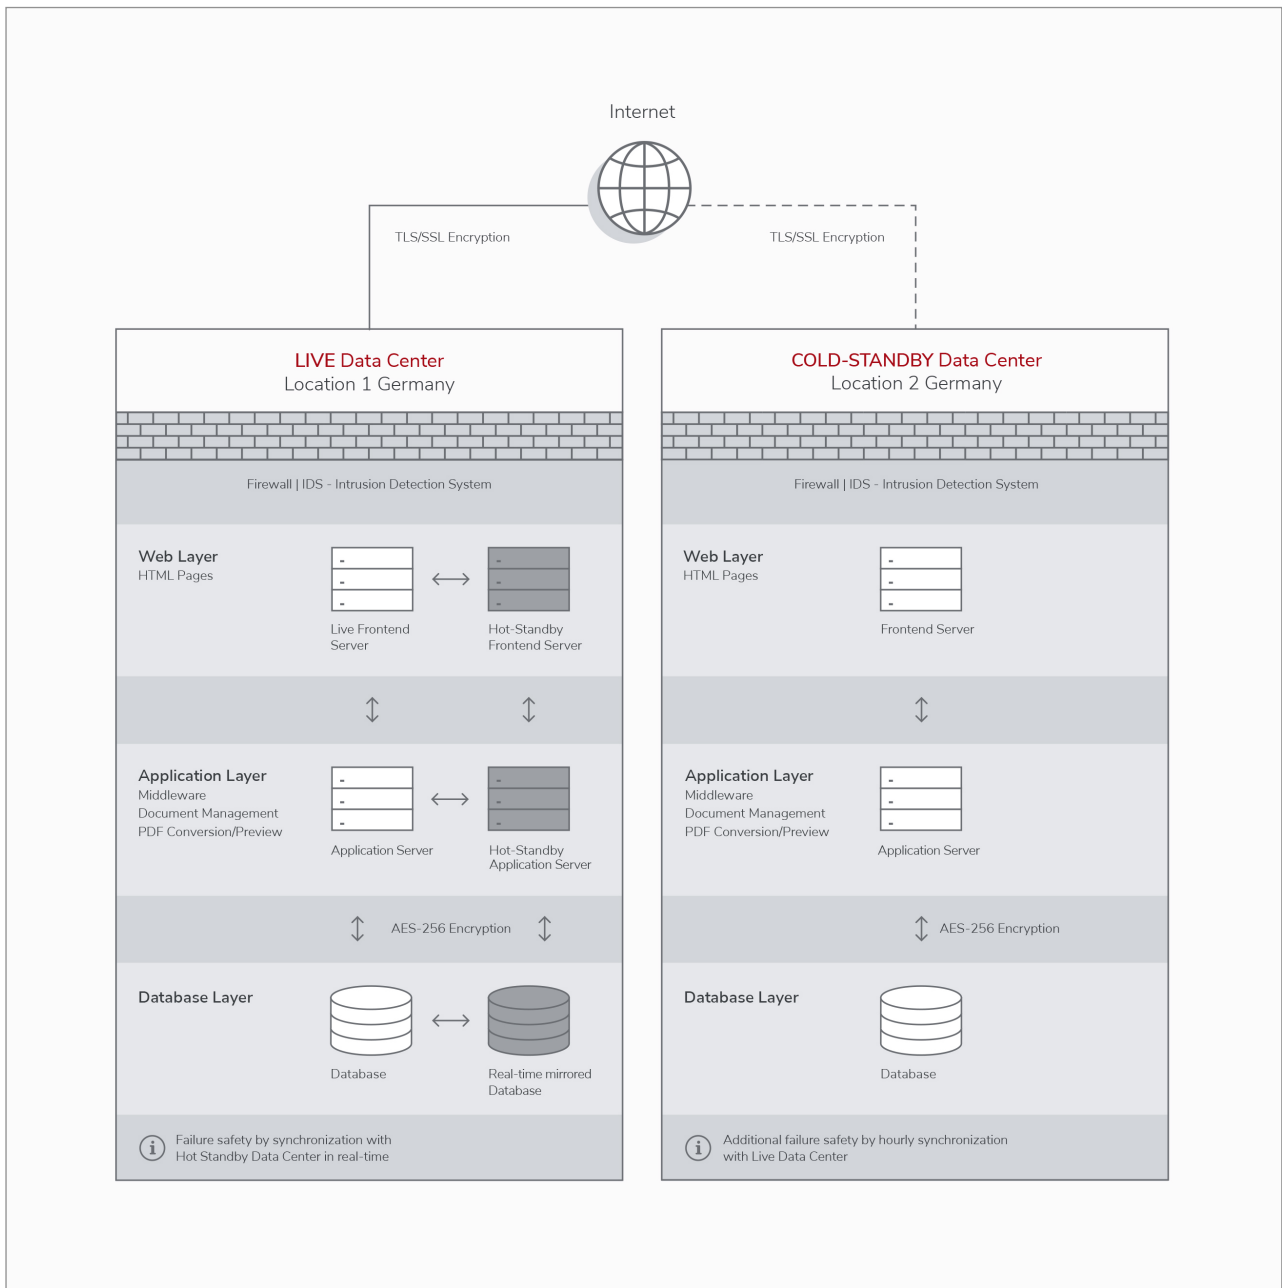 Internet
TLS/SSL Encryption
TLS/SSL Encryption
LIVE Data Center
Location 1 Germany
Firewall | IDS - Intrusion Detection System
Web Layer
HTML Pages
Live Frontend
Server
Hot-Standby
Frontend Server
Application Layer
Middleware
Document Management
PDF Conversion/Preview
Application Server
Hot-Standby
Application Server
AES-256 Encryption
Database Layer
Database
Real-time mirrored
Database
i
Failure safety by synchronization with
Hot Standby Data Center in real-time
COLD-STANDBY Data Center
Location 2 Germany
Firewall | IDS - Intrusion Detection System
Web Layer
HTML Pages
Frontend Server
Application Layer
Middleware
Document Management
PDF Conversion/Preview
Application Server
AES-256 Encryption
Database Layer
Database
i
Additional failure safety by hourly synchronization
with Live Data Center